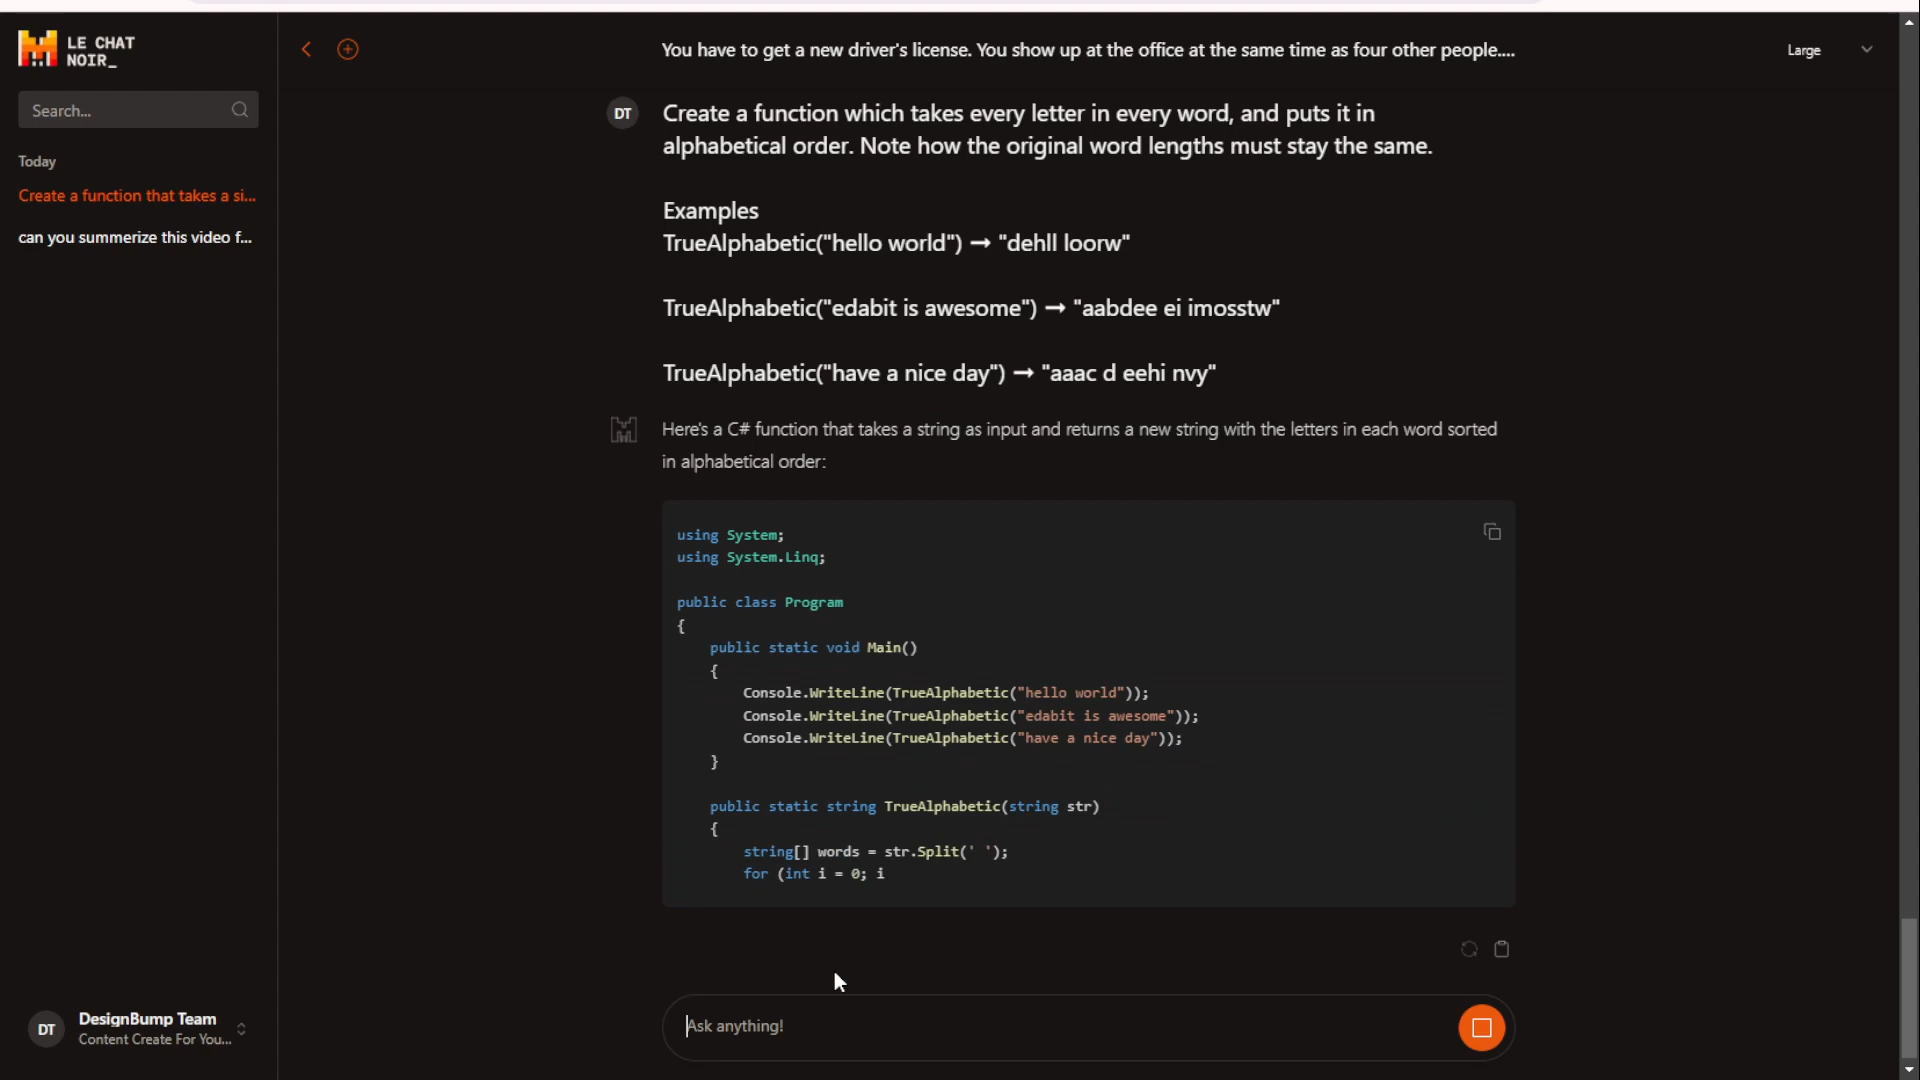 LE CHAT
NOIR_
Search...
Today
Create a function that takes a si...
can you summerize this video f...
DT
DesignBump Team
Content Create For You...
You have to get a new driver's license. You show up at the office at the same time as four other people....
Large
DT
Create a function which takes every letter in every word, and puts it in
alphabetical order. Note how the original word lengths must stay the same.
Examples
TrueAlphabetic("hello world") ➞ "dehll loorw"
TrueAlphabetic("edabit is awesome") ➞ "aabdee ei imosstw"
TrueAlphabetic("have a nice day") ➞ "aaac d eehi nvy"
Here's a C# function that takes a string as input and returns a new string with the letters in each word sorted
in alphabetical order:
using System;
using System.Linq;
public class Program
{
public static void Main()
{
Console.WriteLine(TrueAlphabetic("hello world"));
Console.WriteLine(TrueAlphabetic("edabit is awesome"));
Console.WriteLine(TrueAlphabetic("have a nice day"));
}
public static string TrueAlphabetic(string str)
{
string[] words = str.Split(' ');
for (int i = 0; i
Ask anything!